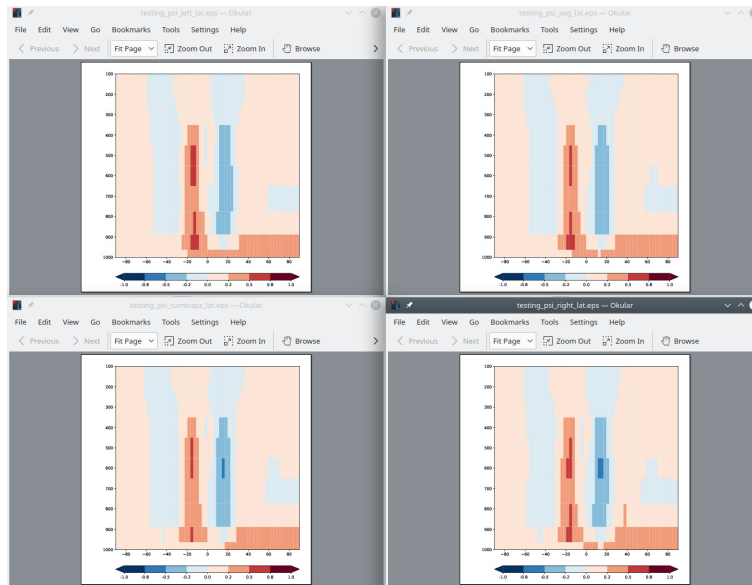 testing_psi_left_lat.eps — Okular
File Edit View Go Bookmarks Tools Settings Help
Previous Next Fit Page Zoom Out Zoom In Browse
100
200
300
400
500
600
700
800
900
1000
−80 −60 −40 −20 0 20 40 60 80
-1.0 -0.8 -0.5 -0.2 0.0 0.2 0.5 0.8 1.0
testing_psi_avg_lat.eps — Okular
File Edit View Go Bookmarks Tools Settings Help
Previous Next Fit Page Zoom Out Zoom In Browse
100
200
300
400
500
600
700
800
900
1000
−80 −60 −40 −20 0 20 40 60 80
-1.0 -0.8 -0.5 -0.2 0.0 0.2 0.5 0.8 1.0
testing_psi_cumtrapz_lat.eps — Okular
File Edit View Go Bookmarks Tools Settings Help
Previous Next Fit Page Zoom Out Zoom In Browse
100
200
300
400
500
600
700
800
900
1000
−80 −60 −40 −20 0 20 40 60 80
-1.0 -0.8 -0.5 -0.2 0.0 0.2 0.5 0.8 1.0
testing_psi_right_lat.eps — Okular
File Edit View Go Bookmarks Tools Settings Help
Previous Next Fit Page Zoom Out Zoom In Browse
100
200
300
400
500
600
700
800
900
1000
−80 −60 −40 −20 0 20 40 60 80
-1.0 -0.8 -0.5 -0.2 0.0 0.2 0.5 0.8 1.0